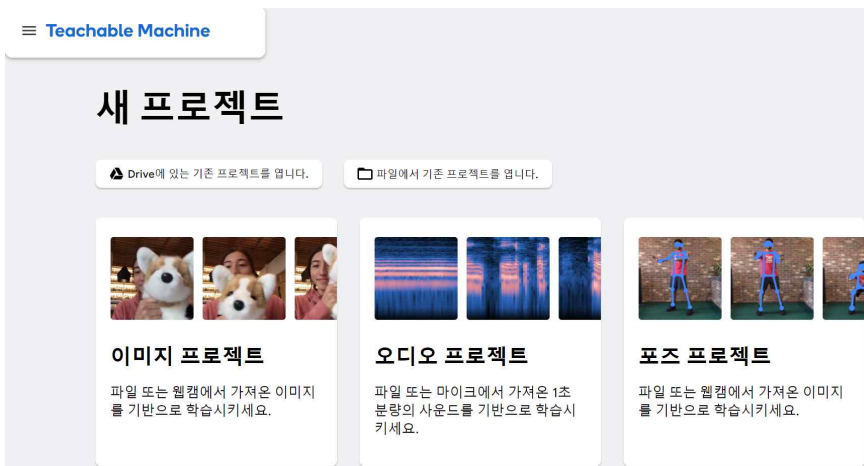 Teachable Machine
새 프로젝트
Drive에 있는 기존 프로젝트를 엽니다.
파일에서 기존 프로젝트를 엽니다.
이미지 프로젝트
파일 또는 웹캠에서 가져온 이미지
를 기반으로 학습시키세요.
오디오 프로젝트
파일 또는 마이크에서 가져온 1초
분량의 사운드를 기반으로 학습시
키세요.
포즈 프로젝트
파일 또는 웹캠에서 가져온 이미지
를 기반으로 학습시키세요.